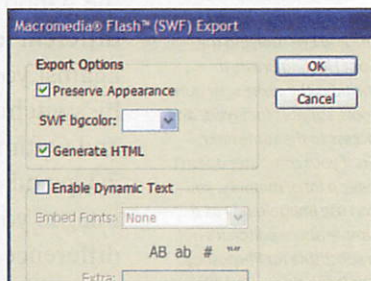 Macromedia® Flash™ (SWF) Export
Export Options
OK
Preserve Appearance
Cancel
SWF bgcolor:
Generate HTML
Enable Dynamic Text
Embed Fonts: None
AB ab # “”
Extra: